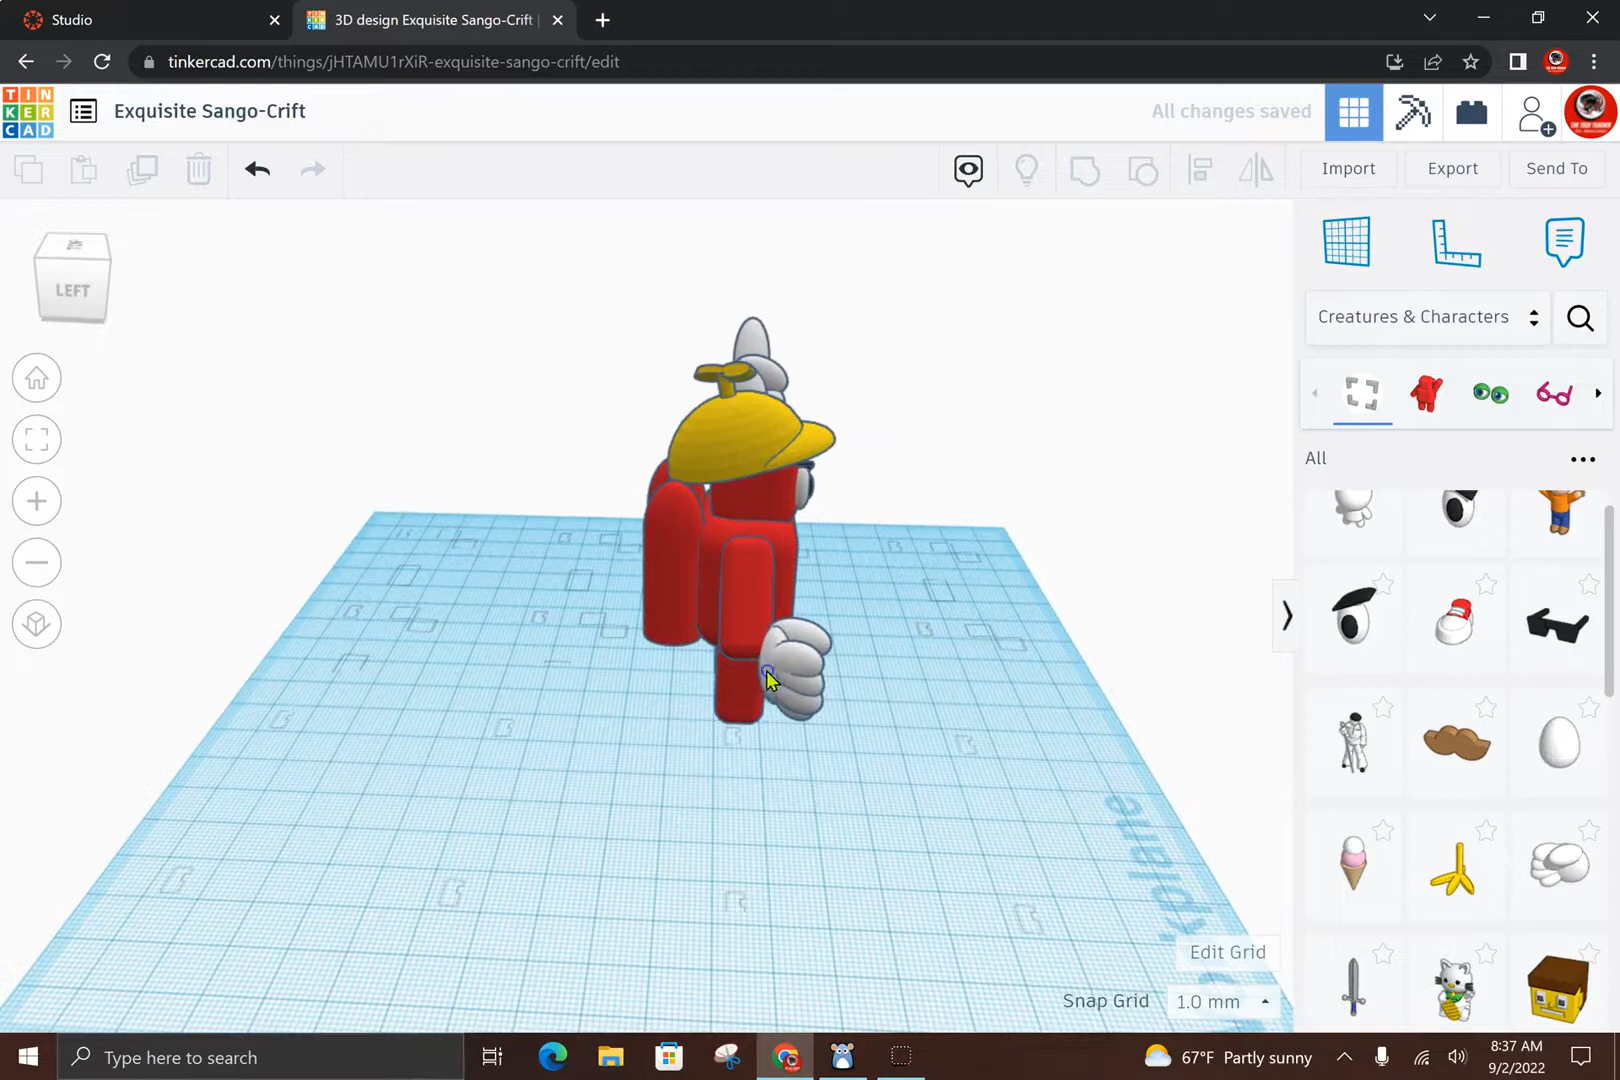 Studio
3D design Exquisite Sango-Crift |
tinkercad.com/things/jHTAMU1rXiR-exquisite-sango-crift/edit
TIN
KER
CAD
Exquisite Sango-Crift
All changes saved
Import
Export
Send To
LEFT
Creatures & Characters
All
Edit Grid
Snap Grid
1.0 mm
Type here to search
67°F Partly sunny
8:37 AM
9/2/2022